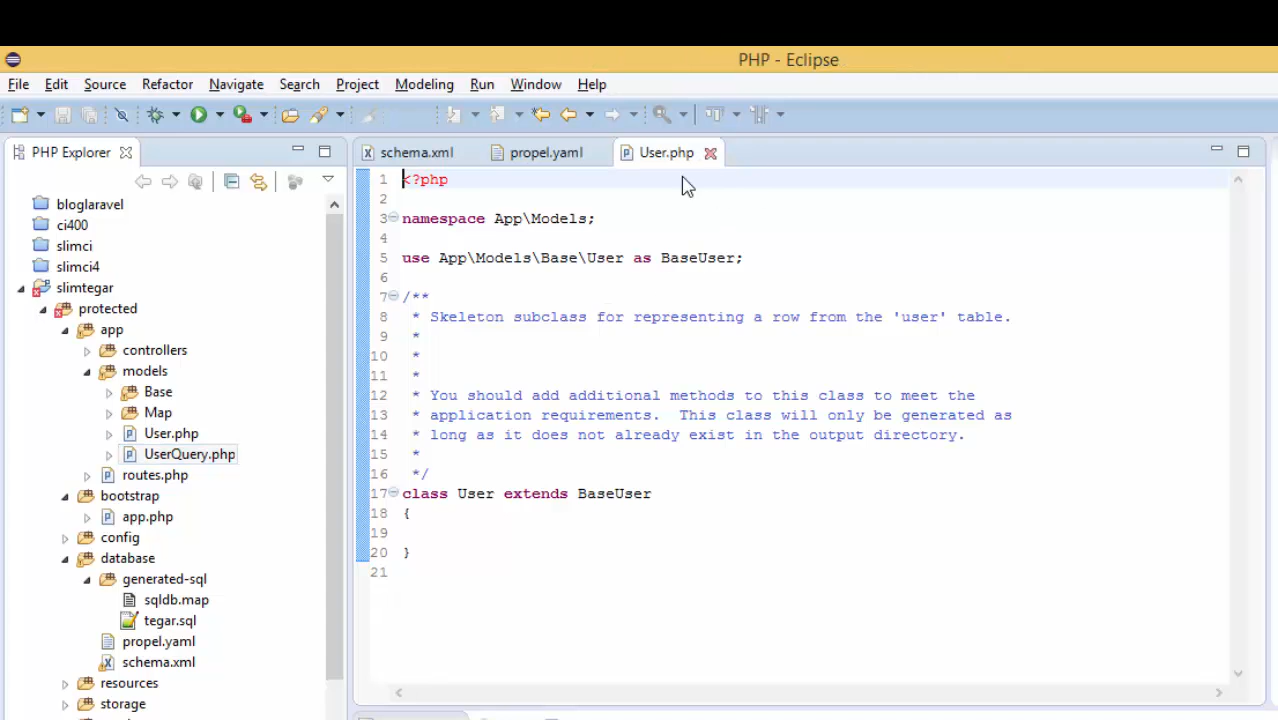 PHP - Eclipse
File Edit Source Refactor Navigate Search Project Modeling Run Window Help
PHP Explorer
schema.xml propel.yaml User.php
bloglaravel
ci400
slimci
slimci4
slimtegar
protected
app
controllers
models
Base
Map
User.php
UserQuery.php
routes.php
bootstrap
app.php
config
database
generated-sql
sqldb.map
tegar.sql
propel.yaml
schema.xml
resources
storage
1 <?php
2
3 namespace App\Models;
4
5 use App\Models\Base\User as BaseUser;
6
7 /**
8 * Skeleton subclass for representing a row from the 'user' table.
9 *
10 *
11 *
12 * You should add additional methods to this class to meet the
13 * application requirements.  This class will only be generated as
14 * long as it does not already exist in the output directory.
15 *
16 */
17 class User extends BaseUser
18 {
19
20 }
21